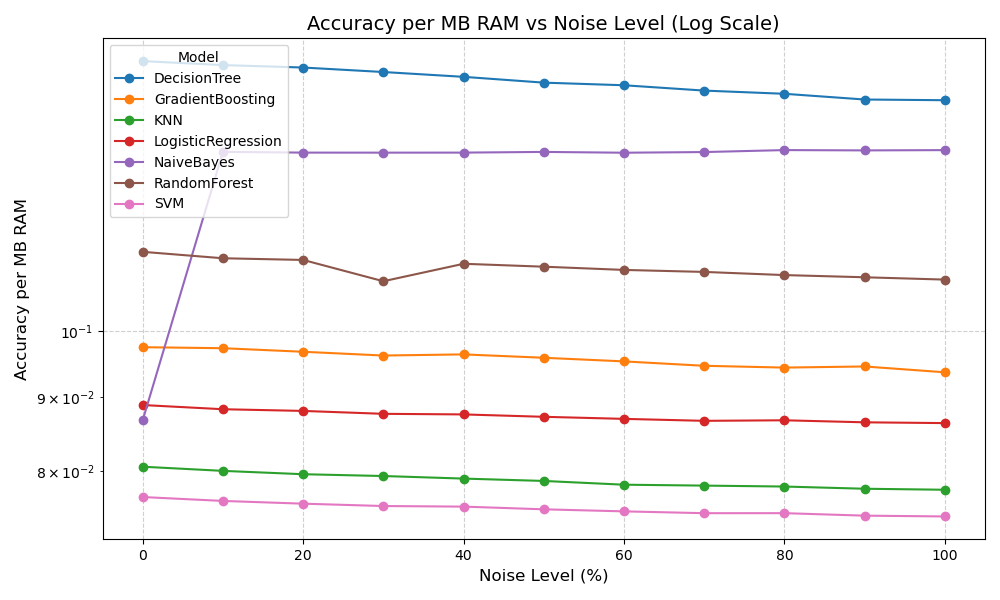 Accuracy per MB RAM vs Noise Level (Log Scale)
Model
DecisionTree
GradientBoosting
KNN
LogisticRegression
NaiveBayes
RandomForest
SVM
Accuracy per MB RAM
10⁻¹
9 × 10⁻²
8 × 10⁻²
0 20 40 60 80 100
Noise Level (%)